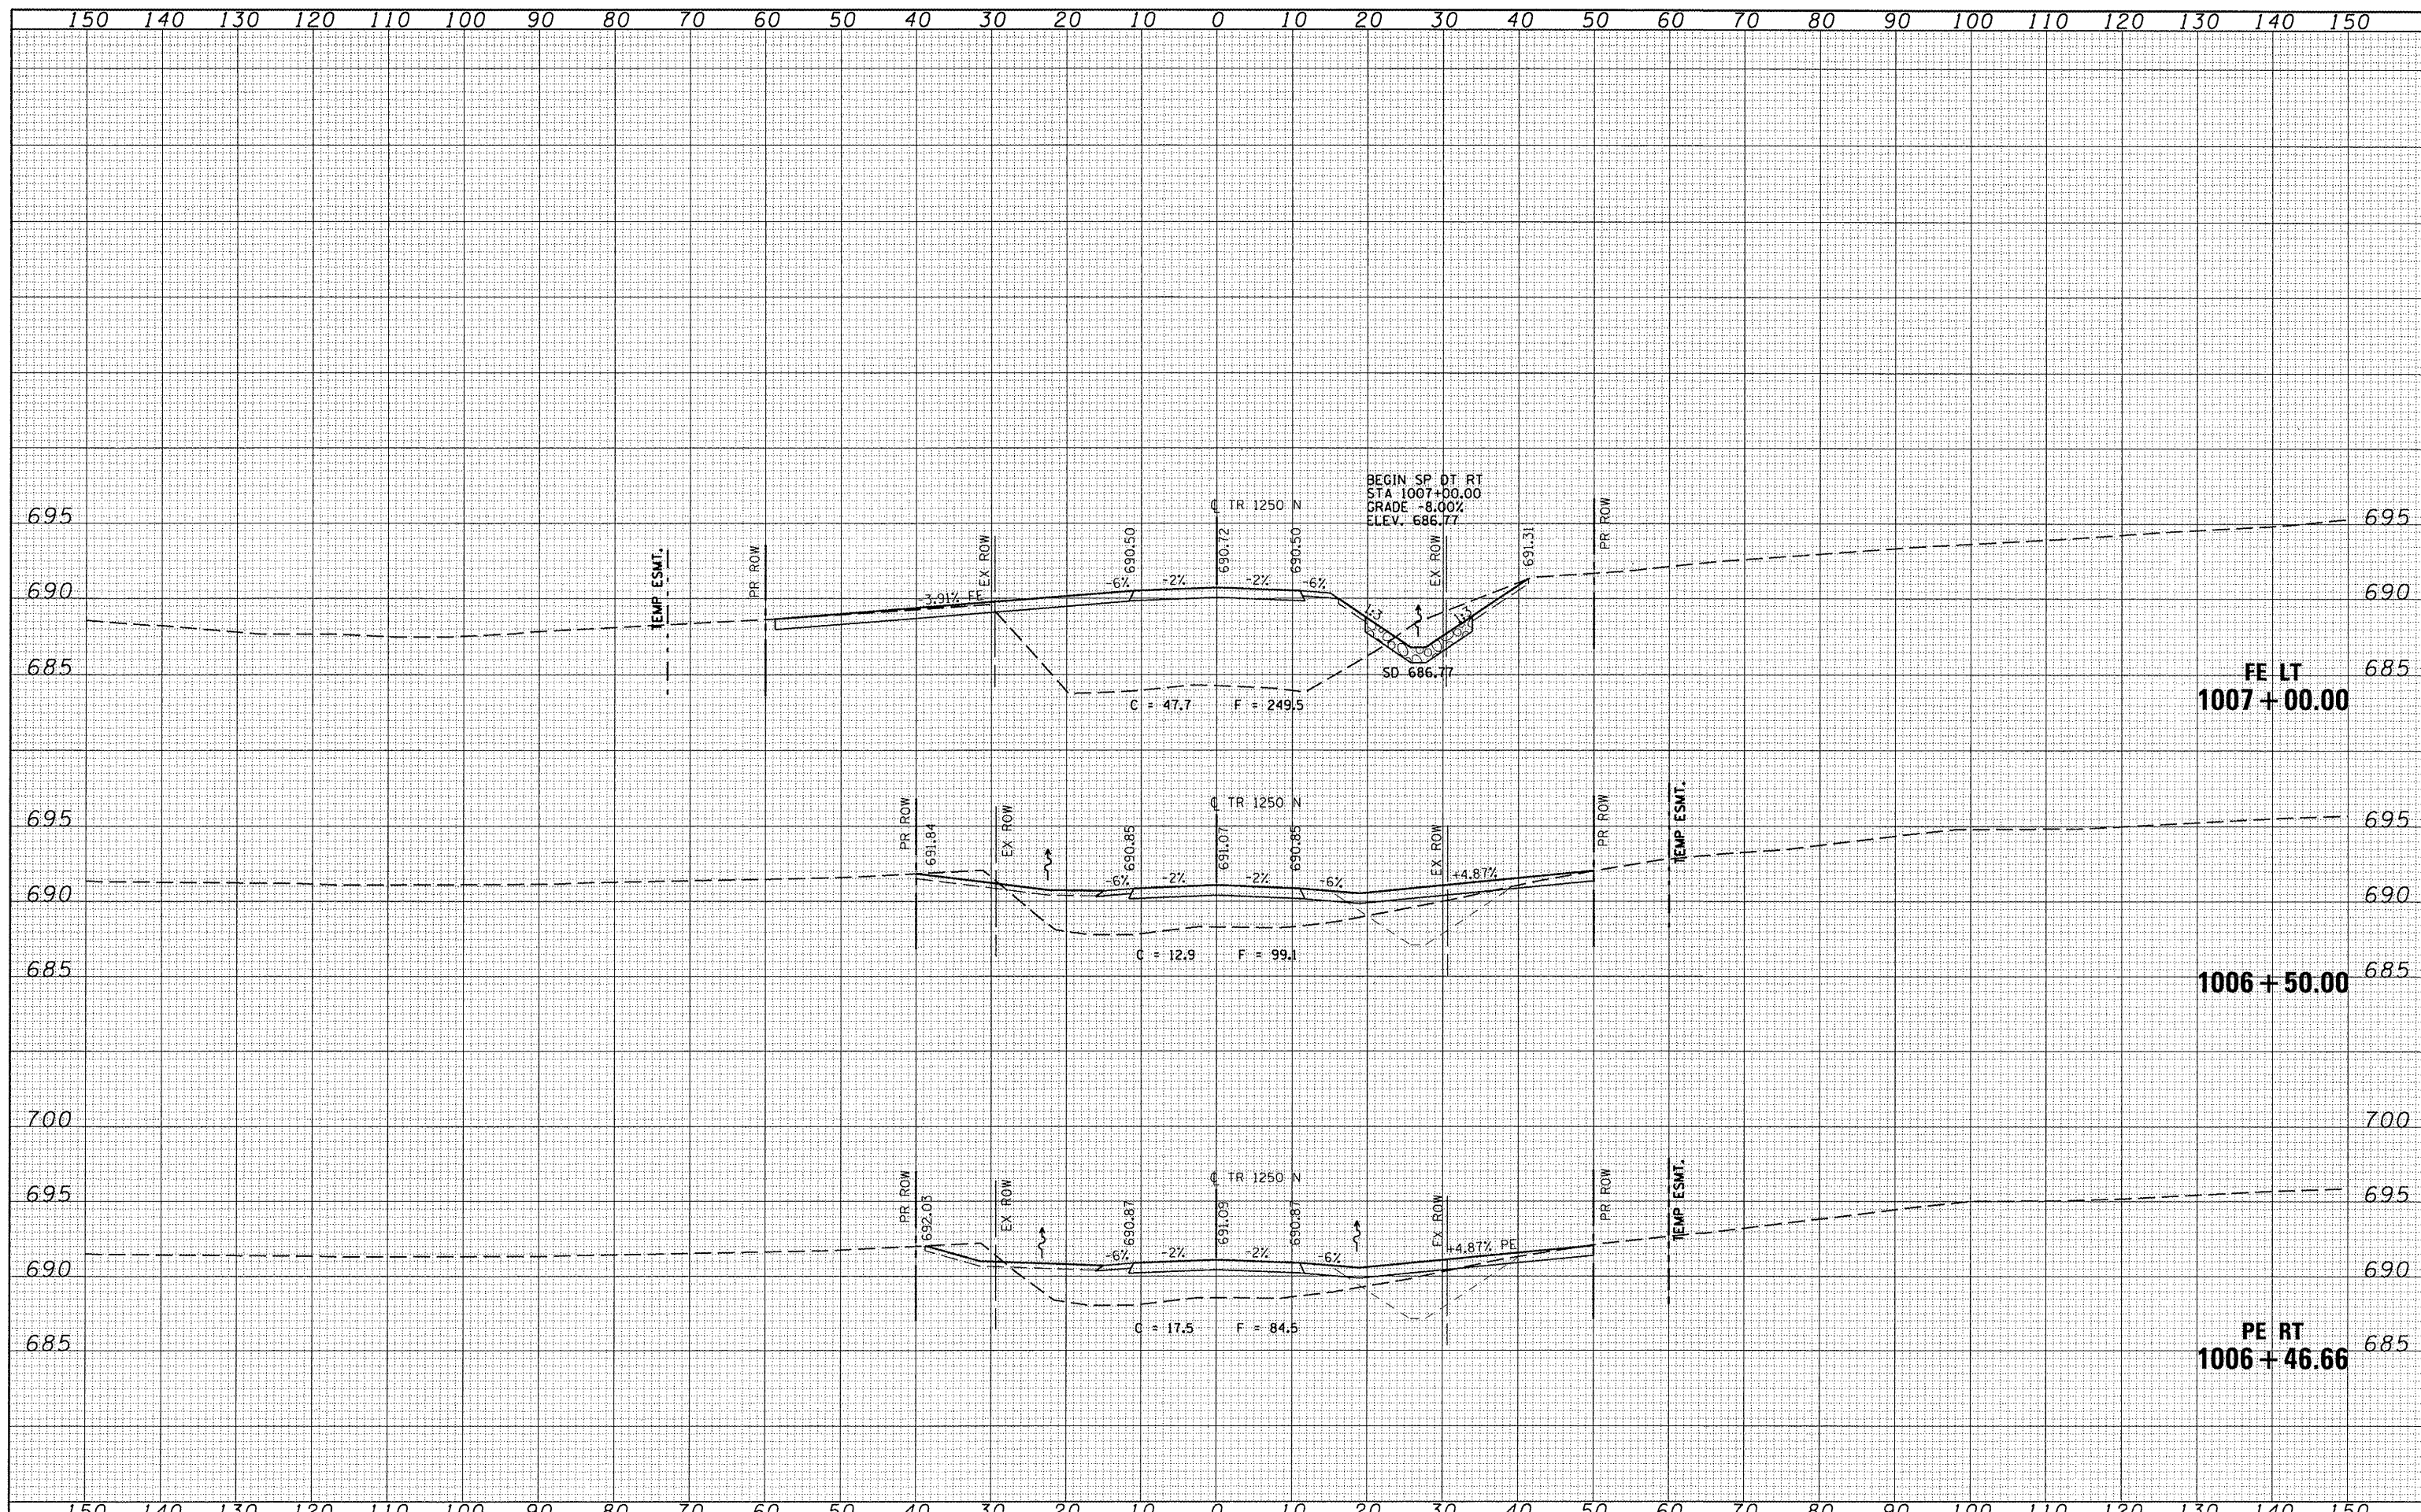 150 140 130 120 110 100 90 80 70 60 50 40 30 20 10 0 10 20 30 40 50 60 70 80 90 100 110 120 130 140 150
BEGIN SP DT RT
STA 1007+00.00
GRADE -8.00%
ELEV. 686.77
℄ TR 1250 N
695 695
TEMP ESMT.
PR ROW
EX ROW
690.50
690.72
690.50
EX ROW
691.31
PR ROW
690 690
-3.91% FE
-6% -2% -2% -6%
1:3 1:3
SD 686.77
685 685
FE LT
1007+00.00
C = 47.7 F = 249.5
℄ TR 1250 N
695 695
PR ROW
691.84
EX ROW
690.85
691.07
690.85
EX ROW
PR ROW
TEMP ESMT.
-6% -2% -2% -6% +4.87%
690 690
C = 12.9 F = 99.1
685 685
1006+50.00
700 700
℄ TR 1250 N
695 695
PR ROW
692.03
EX ROW
690.87
691.09
690.87
EX ROW
PR ROW
TEMP ESMT.
-6% -2% -2% -6% +4.87% PE
690 690
C = 17.5 F = 84.5
685 685
PE RT
1006+46.66
150 140 130 120 110 100 90 80 70 60 50 40 30 20 10 0 10 20 30 40 50 60 70 80 90 100 110 120 130 140 150